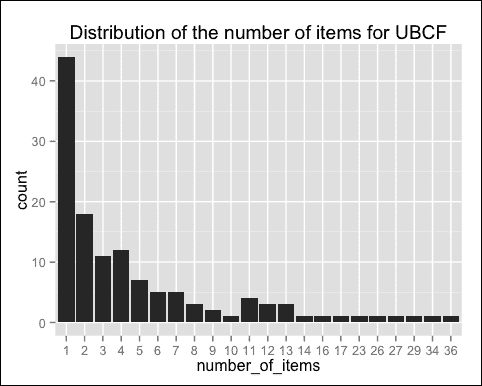 Distribution of the number of items for UBCF
40
30
20
10
0
count
1 2 3 4 5 6 7 8 9 10 11 12 13 14 16 17 23 26 27 29 34 36
number_of_items